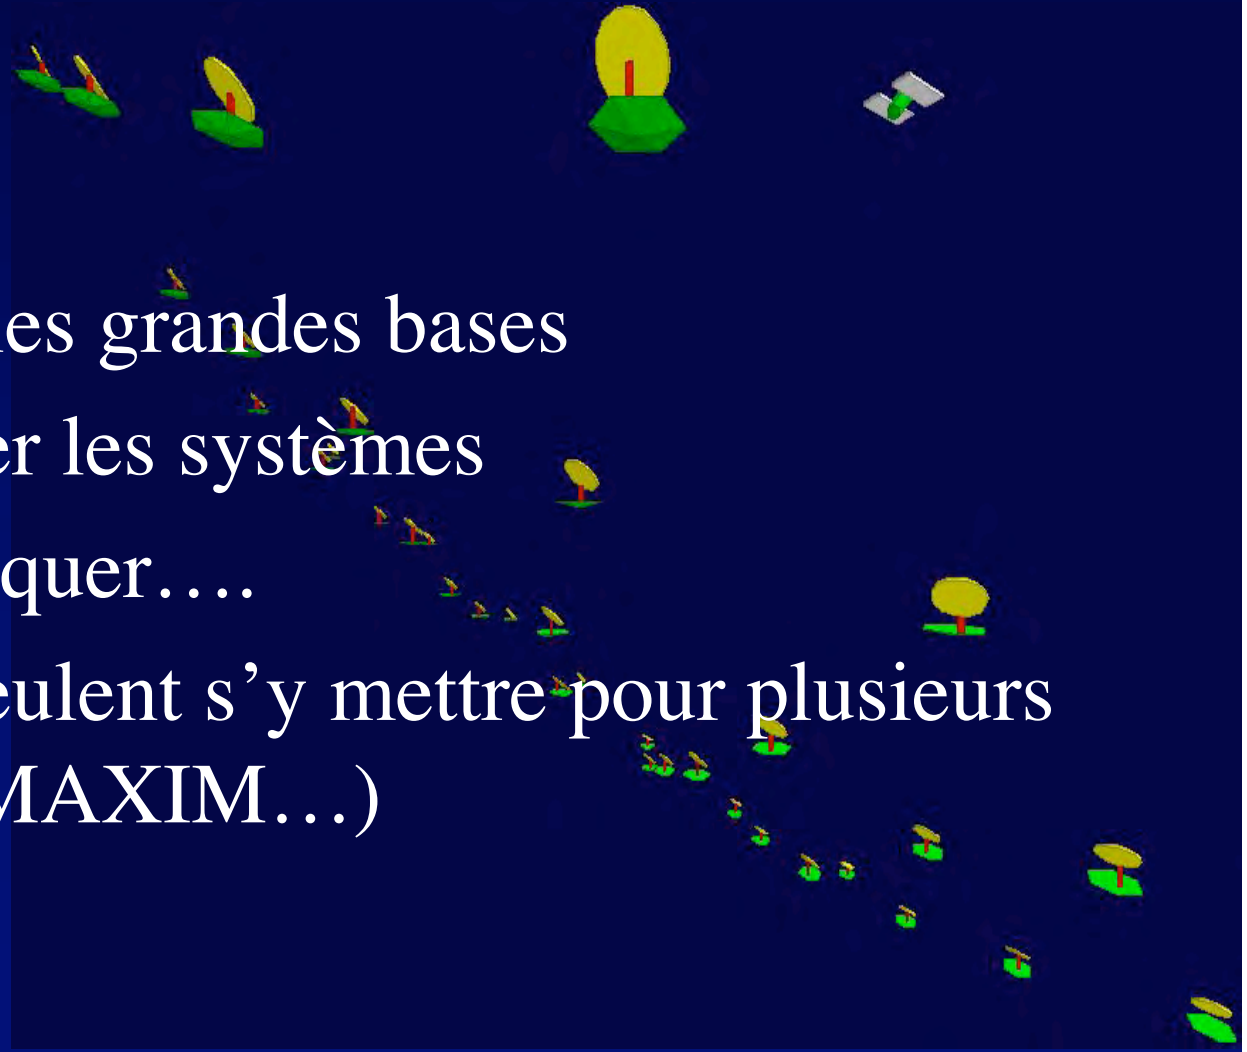 es grandes bases
er les systèmes
quer….
eulent s’y mettre pour plusieurs
MAXIM…)